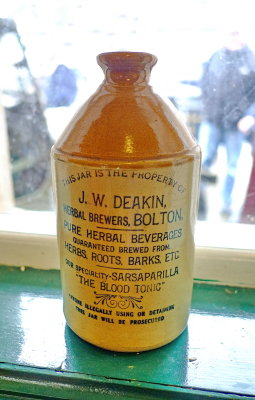 THIS JAR IS THE PROPERTY OF
J. W. DEAKIN,
HERBAL BREWERS, BOLTON,
PURE HERBAL BEVERAGES
GUARANTEED BREWED FROM
HERBS, ROOTS, BARKS, ETC
OUR SPECIALITY-SARSAPARILLA
"THE BLOOD TONIC"
ANYONE ILLEGALLY USING OR DETAINING
THIS JAR WILL BE PROSECUTED